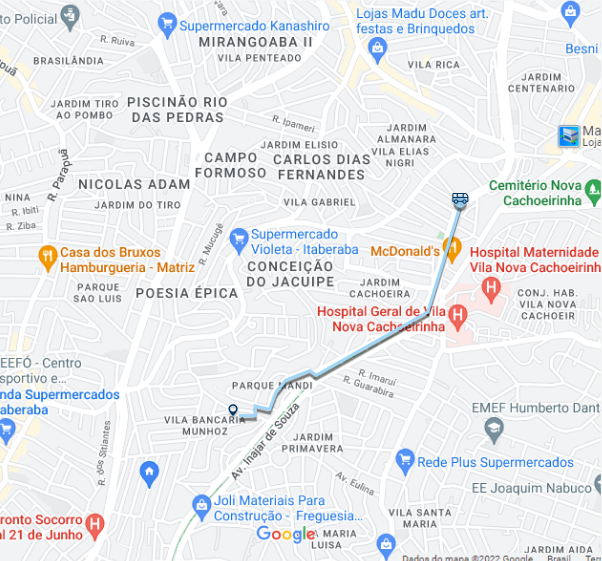 to Policial
R. Ruiva
Supermercado Kanashiro
MIRANGOABA II
VILA PENTEADO
Lojas Madu Doces art.
festas e Brinquedos
Besni
BRASILÂNDIA
VILA RICA
JARDIM
CENTENARIO
JARDIM TIRO
AO POMBO
PISCINÃO RIO
DAS PEDRAS
R. Ipameri
JARDIM
ALMANARA
VILA ELIAS
NIGRI
Ma
Loja
R. Parapuã
JARDIM ELISIO
CAMPO
FORMOSO
CARLOS DIAS
FERNANDES
NICOLAS ADAM
JARDIM DO TIRO
NINA
R. Ibiti
R. Ziba
VILA GABRIEL
Cemitério Nova
Cachoeirinha
R. Mucugê
Supermercado
Violeta - Itaberaba
McDonald's
Casa dos Bruxos
Hamburgueria - Matriz
Hospital Maternidade
Vila Nova Cachoeirinh
CONCEIÇÃO
DO JACUIPE
PARQUE
SAO LUIS
POESIA ÉPICA
JARDIM
CACHOEIRA
CONJ. HAB.
VILA NOVA
CACHOEIR
Hospital Geral de Vila
Nova Cachoeirinha
EEFÓ - Centro
sportivo e...
nda Supermercados
aberaba
PARQUE MANDI
R. Imaruí
R. Guarabira
VILA BANCARIA
MUNHOZ
Av. Inajar de Souza
EMEF Humberto Dant
R. dos Sitiantes
JARDIM
PRIMAVERA
Rede Plus Supermercados
Av. Eulina
EE Joaquim Nabuco
Joli Materiais Para
Construção - Freguesia...
VILA SANTA
MARIA
ronto Socorro
al 21 de Junho
Google
A MARIA
LUISA
JARDIM AIDA
Dados do mapa ©2022 Google
Brasil
Ter